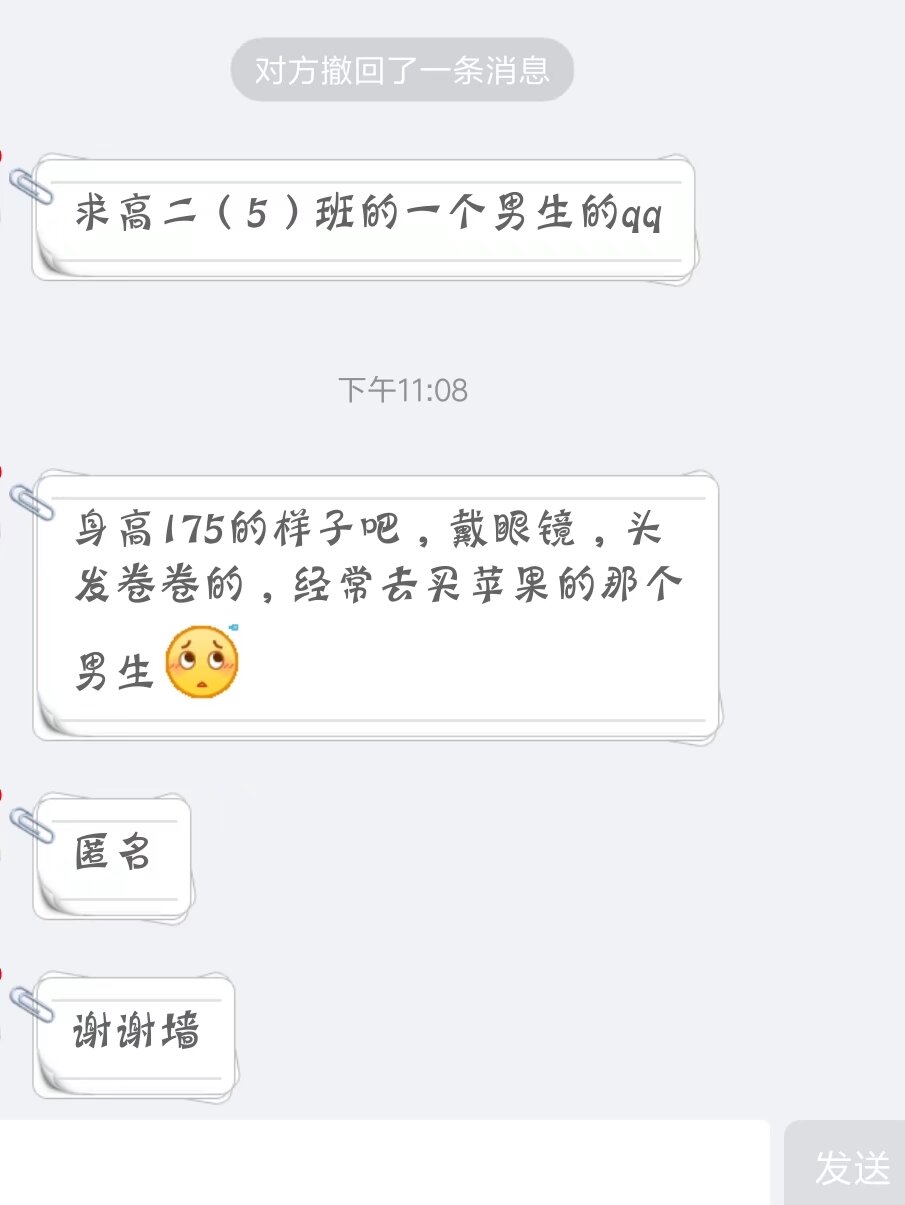 对方撤回了一条消息
求高二（5）班的一个男生的qq
下午11:08
身高175的样子吧，戴眼镜，头
发卷卷的，经常去买苹果的那个
男生
匿名
谢谢墙
发送